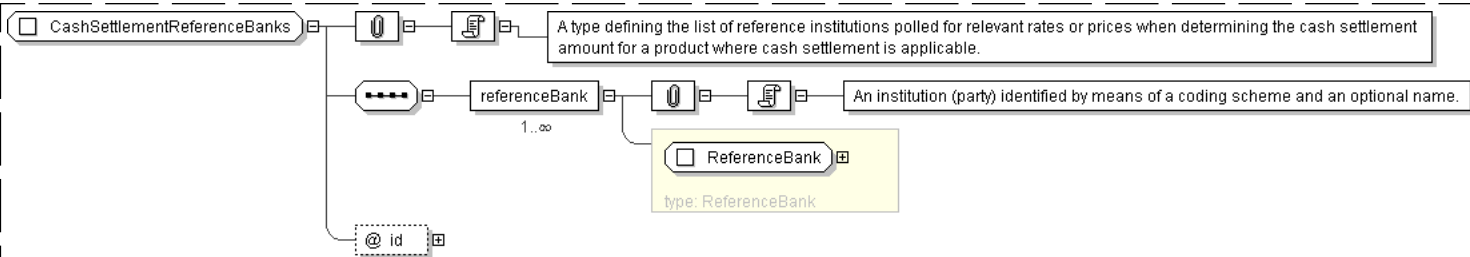 CashSettlementReferenceBanks
A type defining the list of reference institutions polled for relevant rates or prices when determining the cash settlement
amount for a product where cash settlement is applicable.
referenceBank
An institution (party) identified by means of a coding scheme and an optional name.
1..∞
ReferenceBank
type: ReferenceBank
@ id